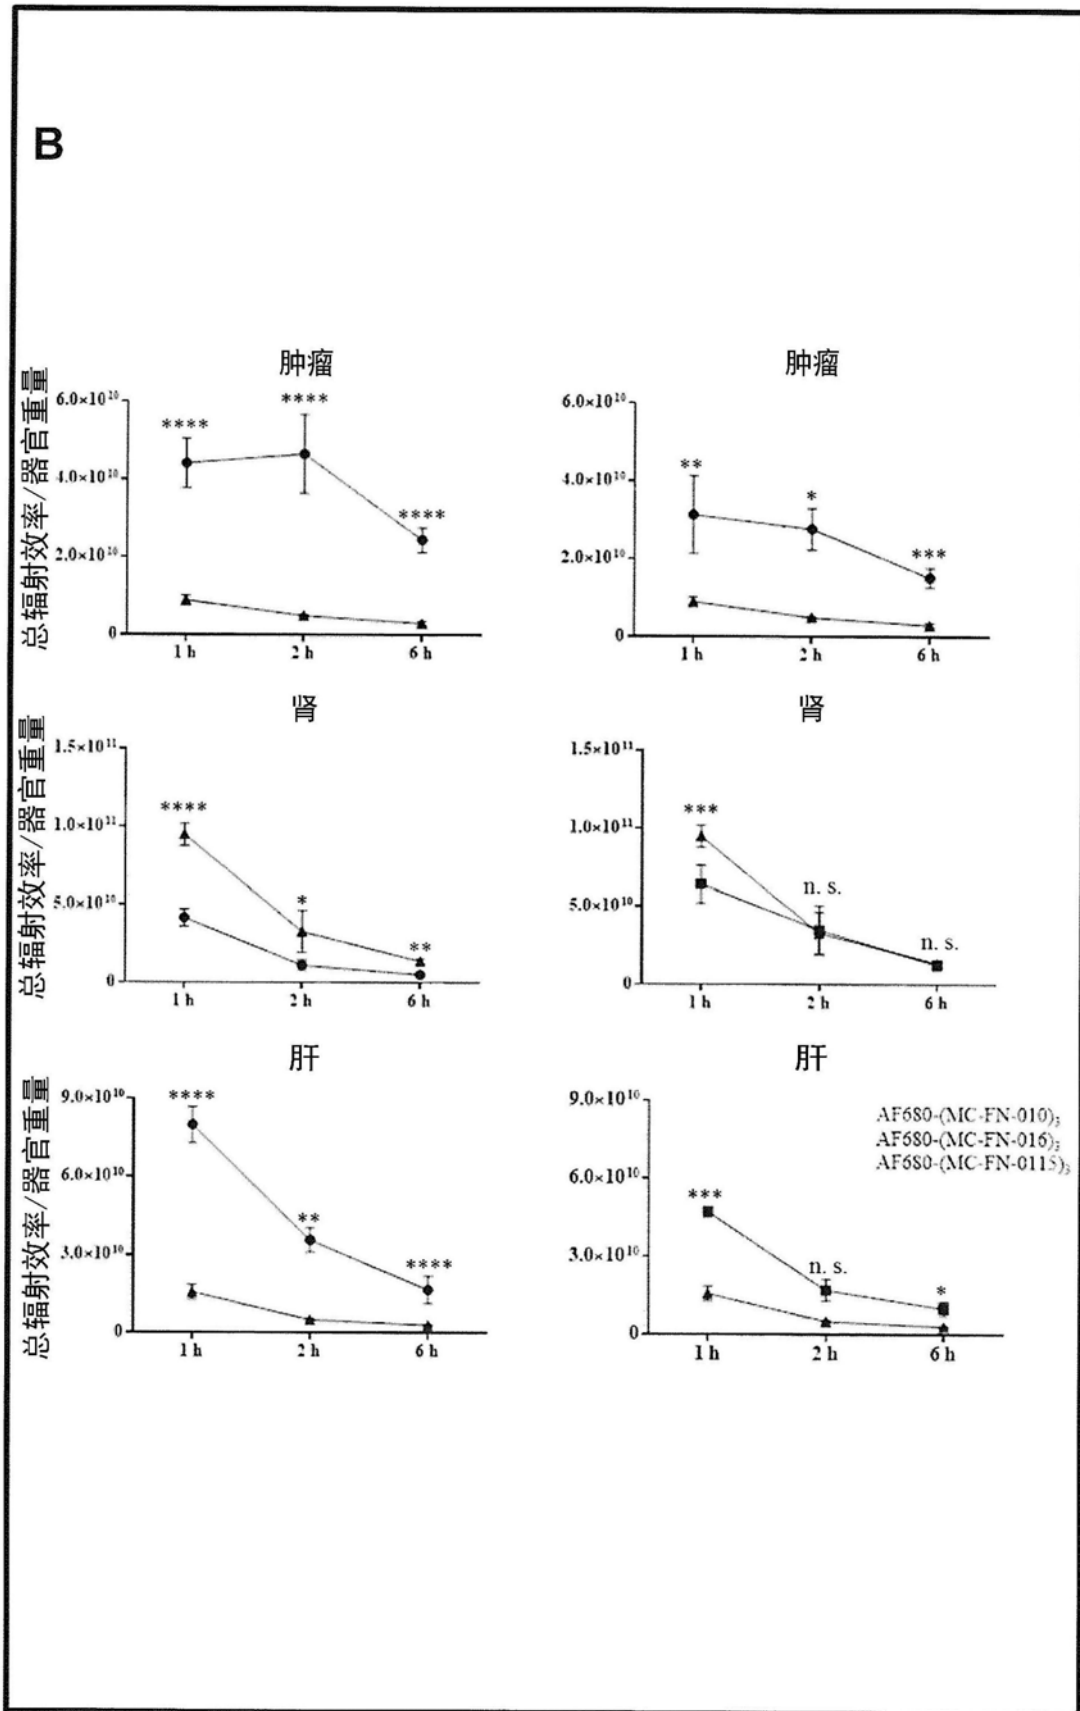 B
肿瘤
总辐射效率/器官重量
6.0×10¹⁰
4.0×10¹⁰
2.0×10¹⁰
0
****
****
****
1 h 2 h 6 h
肿瘤
6.0×10¹⁰
4.0×10¹⁰
2.0×10¹⁰
0
**
*
***
1 h 2 h 6 h
肾
总辐射效率/器官重量
1.5×10¹¹
1.0×10¹¹
5.0×10¹⁰
0
****
*
**
1 h 2 h 6 h
肾
1.5×10¹¹
1.0×10¹¹
5.0×10¹⁰
0
***
n. s.
n. s.
1 h 2 h 6 h
肝
总辐射效率/器官重量
9.0×10¹⁰
6.0×10¹⁰
3.0×10¹⁰
0
****
**
****
1 h 2 h 6 h
肝
9.0×10¹⁰
6.0×10¹⁰
3.0×10¹⁰
0
***
n. s.
*
1 h 2 h 6 h
AF680-(MC-FN-010)₃
AF680-(MC-FN-016)₃
AF680-(MC-FN-0115)₃